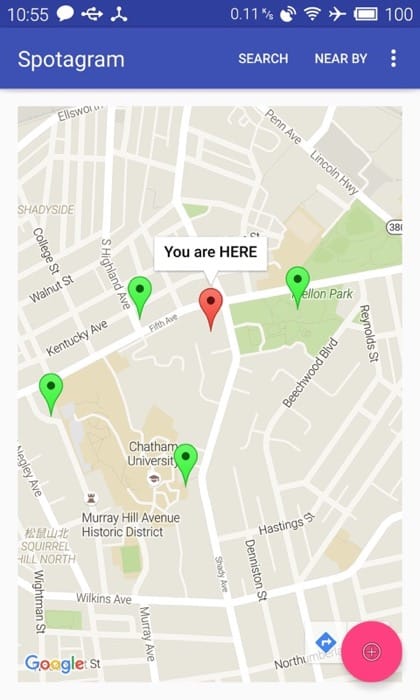 10:55
0.11 K/s
100
Spotagram
SEARCH
NEAR BY
Ellsworth
Penn Ave
Lincoln Hwy
SHADYSIDE
College St
Walnut St
S Highland Ave
380
You are HERE
St
Mellon Park
Kentucky Ave
Fifth Ave
Reynolds St
Beechwood Blvd
Negley Ave
Chatham
University
Murray Hill Avenue
Historic District
松鼠山北
SQUIRREL
HILL NORTH
Hastings St
Wightman St
Shady Ave
Denniston St
Wilkins Ave
Murray Ave
Google
t St
Northumberla